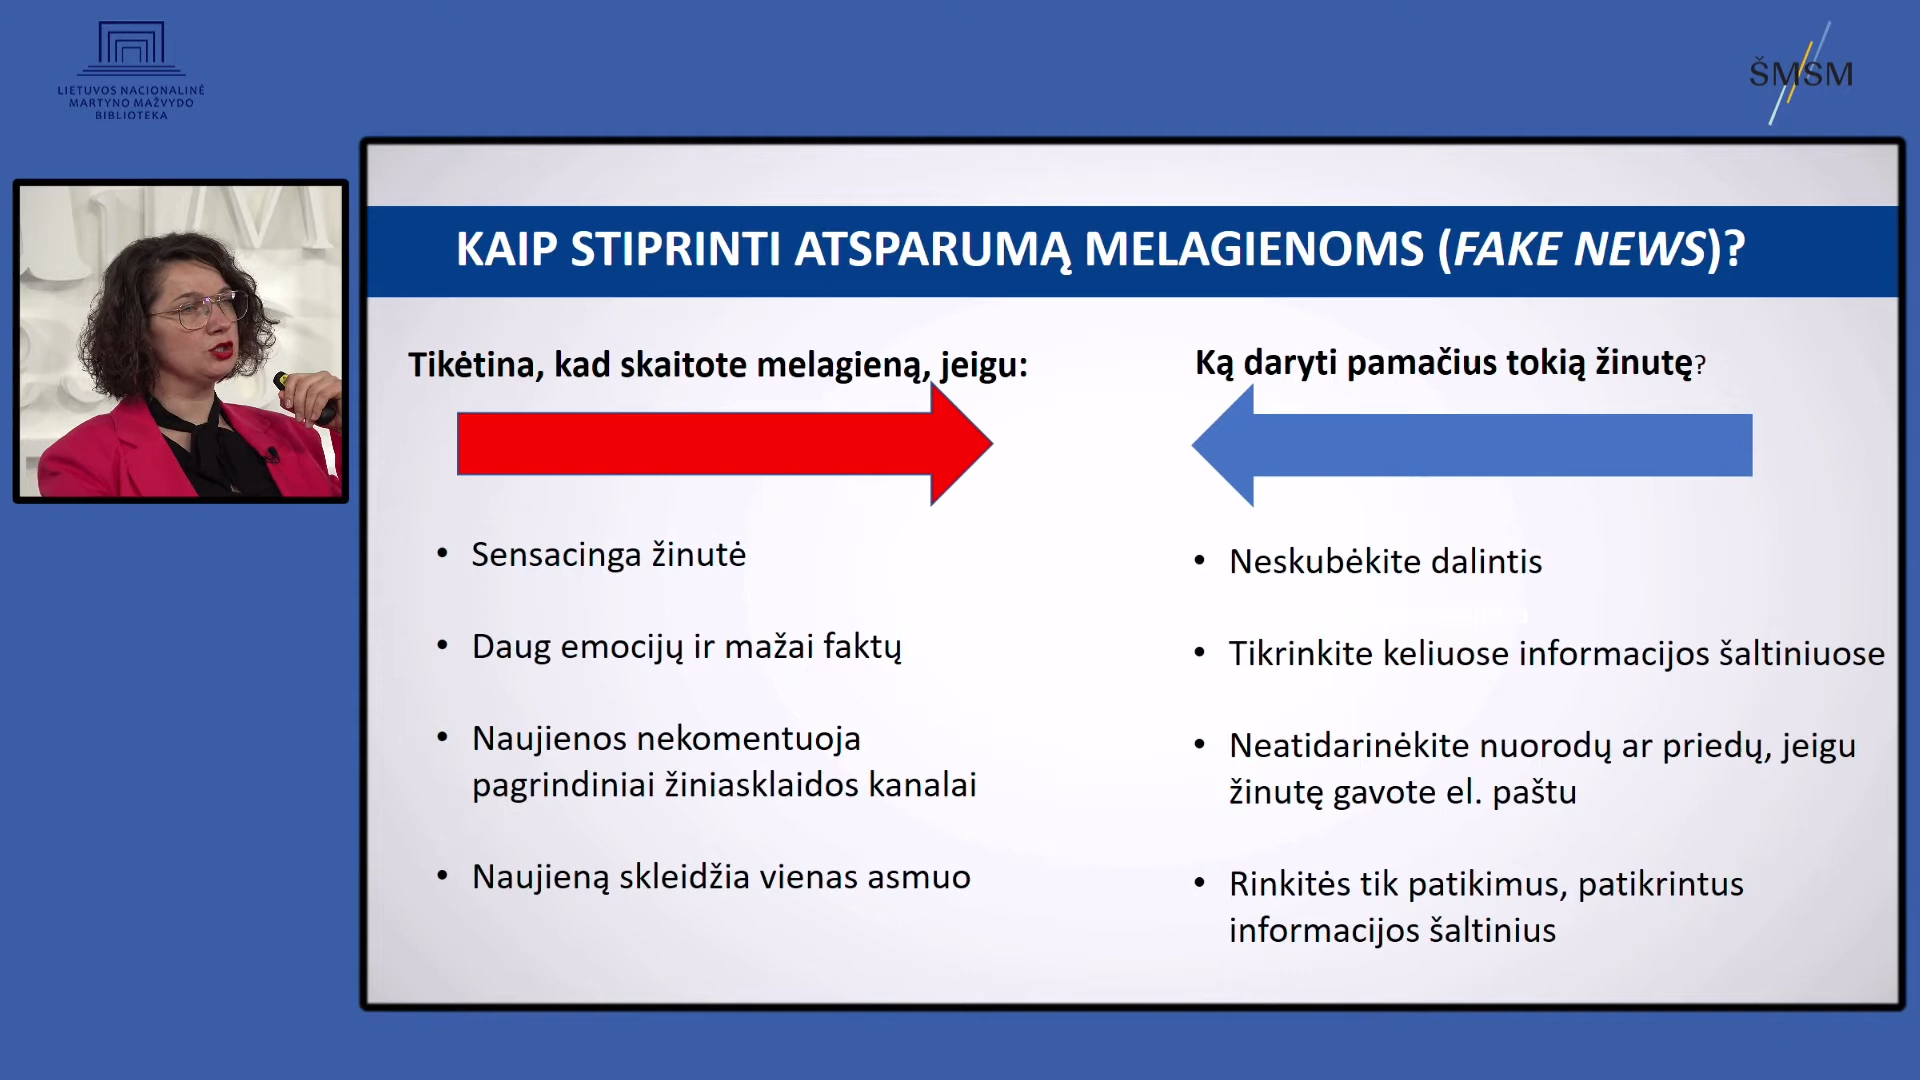 LIETUVOS NACIONALINĖ
MARTYNO MAŽVYDO
BIBLIOTEKA
ŠMSM
KAIP STIPRINTI ATSPARUMĄ MELAGIENOMS (FAKE NEWS)?
Tikėtina, kad skaitote melagieną, jeigu:
• Sensacinga žinutė
• Daug emocijų ir mažai faktų
• Naujienos nekomentuoja
pagrindiniai žiniasklaidos kanalai
• Naujieną skleidžia vienas asmuo
Ką daryti pamačius tokią žinutę?
• Neskubėkite dalintis
• Tikrinkite keliuose informacijos šaltiniuose
• Neatidarinėkite nuorodų ar priedų, jeigu
žinutę gavote el. paštu
• Rinkitės tik patikimus, patikrintus
informacijos šaltinius